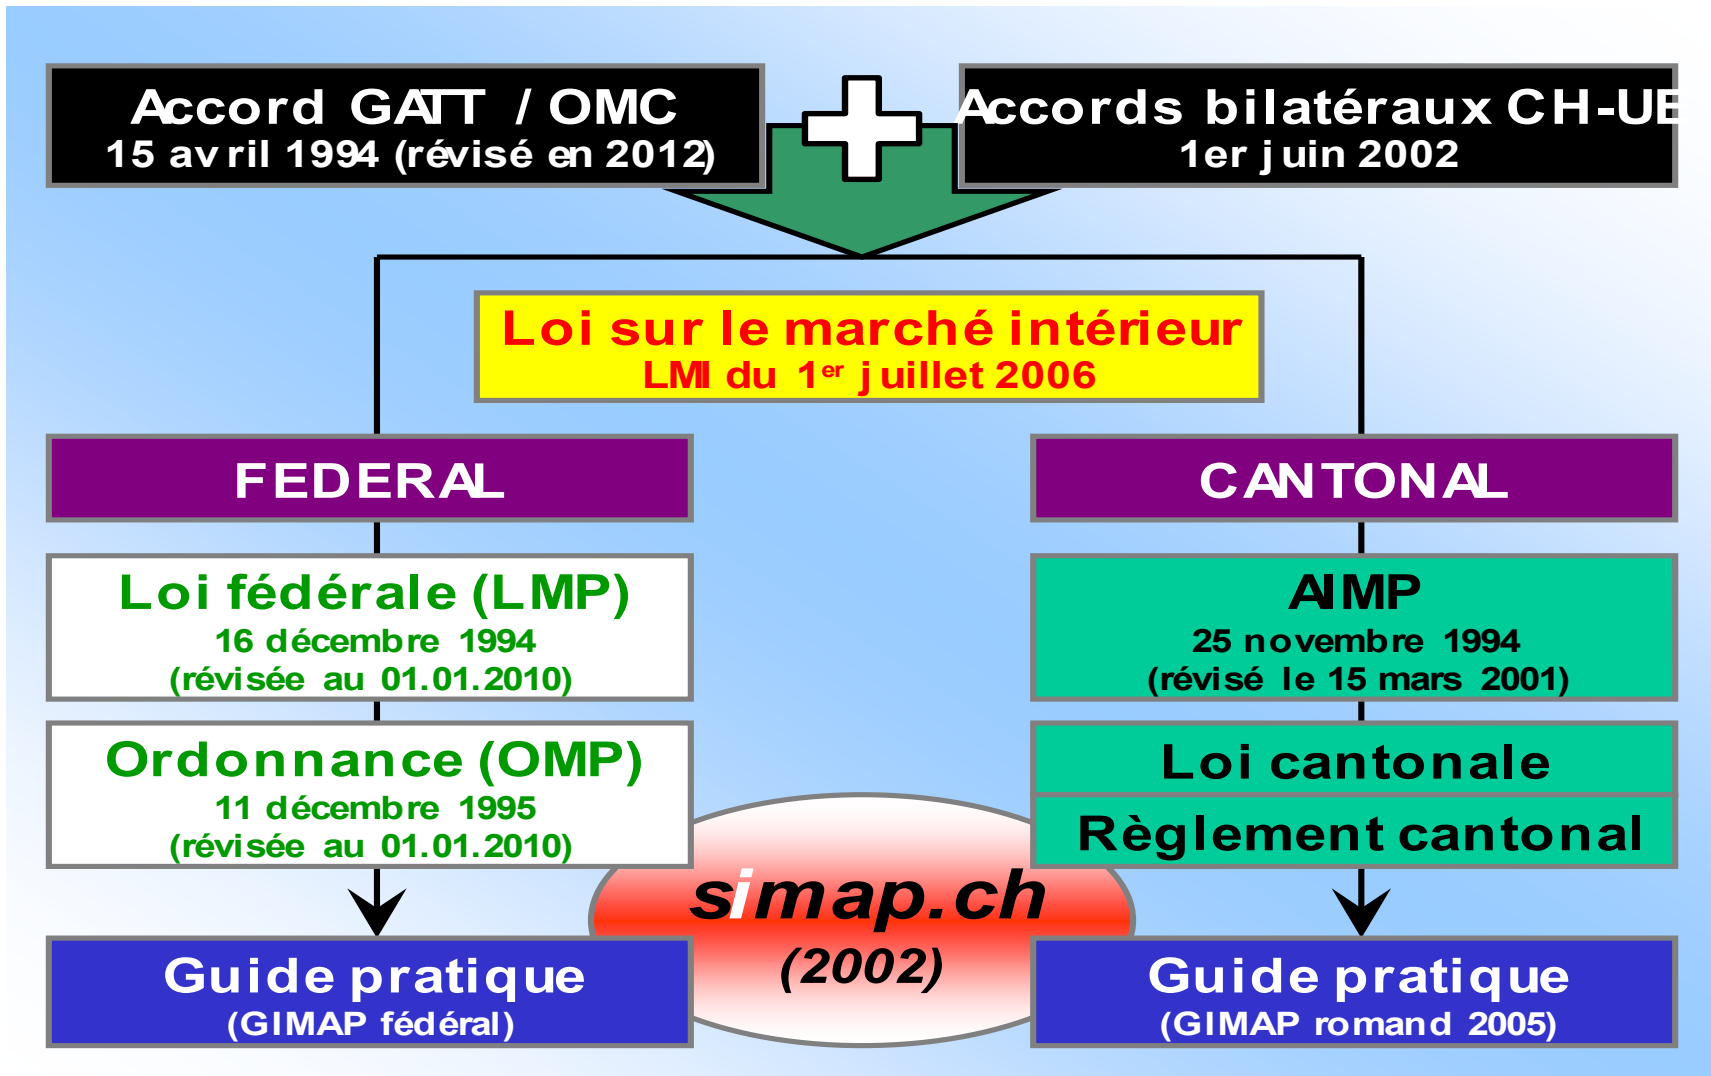 Accord GATT / OMC
15 avril 1994 (révisé en 2012)
Accords bilatéraux CH-UE
1er juin 2002
Loi sur le marché intérieur
LMI du 1er juillet 2006
FEDERAL
CANTONAL
Loi fédérale (LMP)
16 décembre 1994
(révisée au 01.01.2010)
AIMP
25 novembre 1994
(révisé le 15 mars 2001)
Ordonnance (OMP)
11 décembre 1995
(révisée au 01.01.2010)
Loi cantonale
Règlement cantonal
simap.ch
(2002)
Guide pratique
(GIMAP fédéral)
Guide pratique
(GIMAP romand 2005)